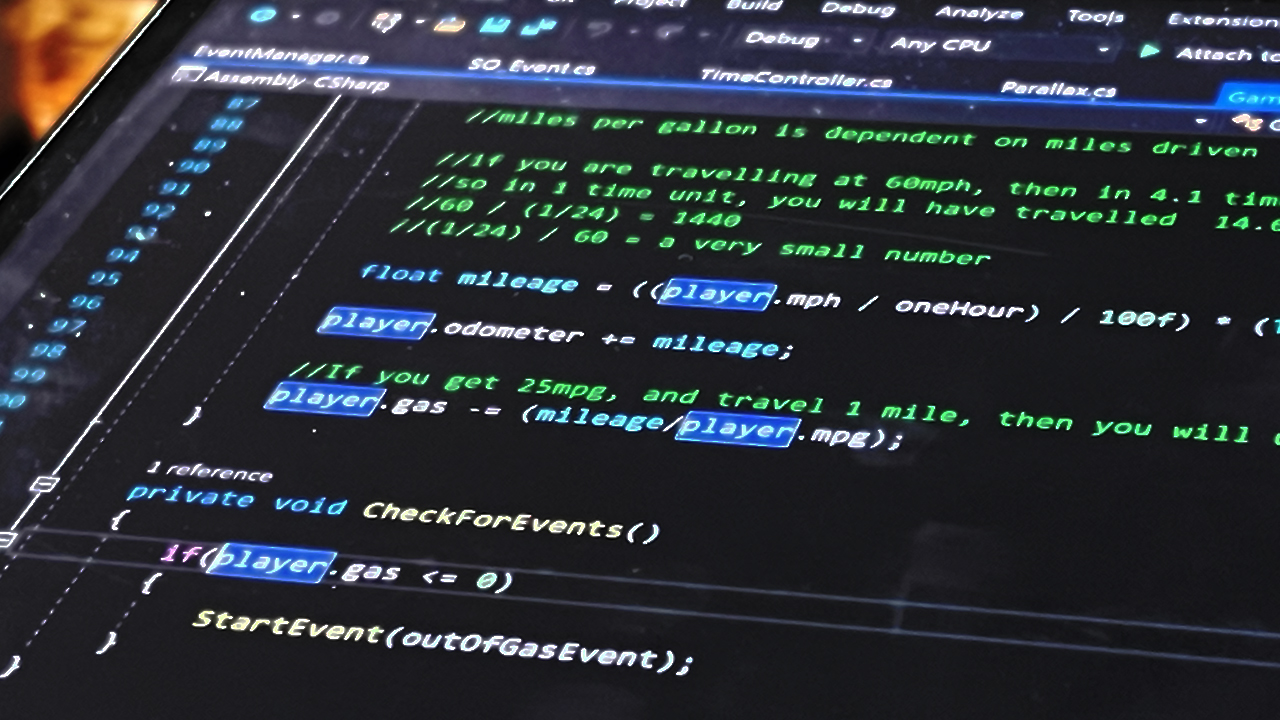 Project Build Debug Analyze Tools Extension
Debug Any CPU Attach to
EventManager.cs SO_Event.cs TimeController.cs Parallax.cs Gam
Assembly-CSharp
87
88 //miles per gallon is dependent on miles driven
89
90 //if you are travelling at 60mph, then in 4.1 tim
91 //so in 1 time unit, you will have travelled 14.6
92 //60 / (1/24) = 1440
93 //(1/24) / 60 = a very small number
94
95 float mileage = ((player.mph / oneHour) / 100f) * (
96
97 player.odometer += mileage;
98
99 //If you get 25mpg, and travel 1 mile, then you will
player.gas -= (mileage/player.mpg);
}
1 reference
private void CheckForEvents()
{
if(player.gas <= 0)
{
StartEvent(outOfGasEvent);
}
}